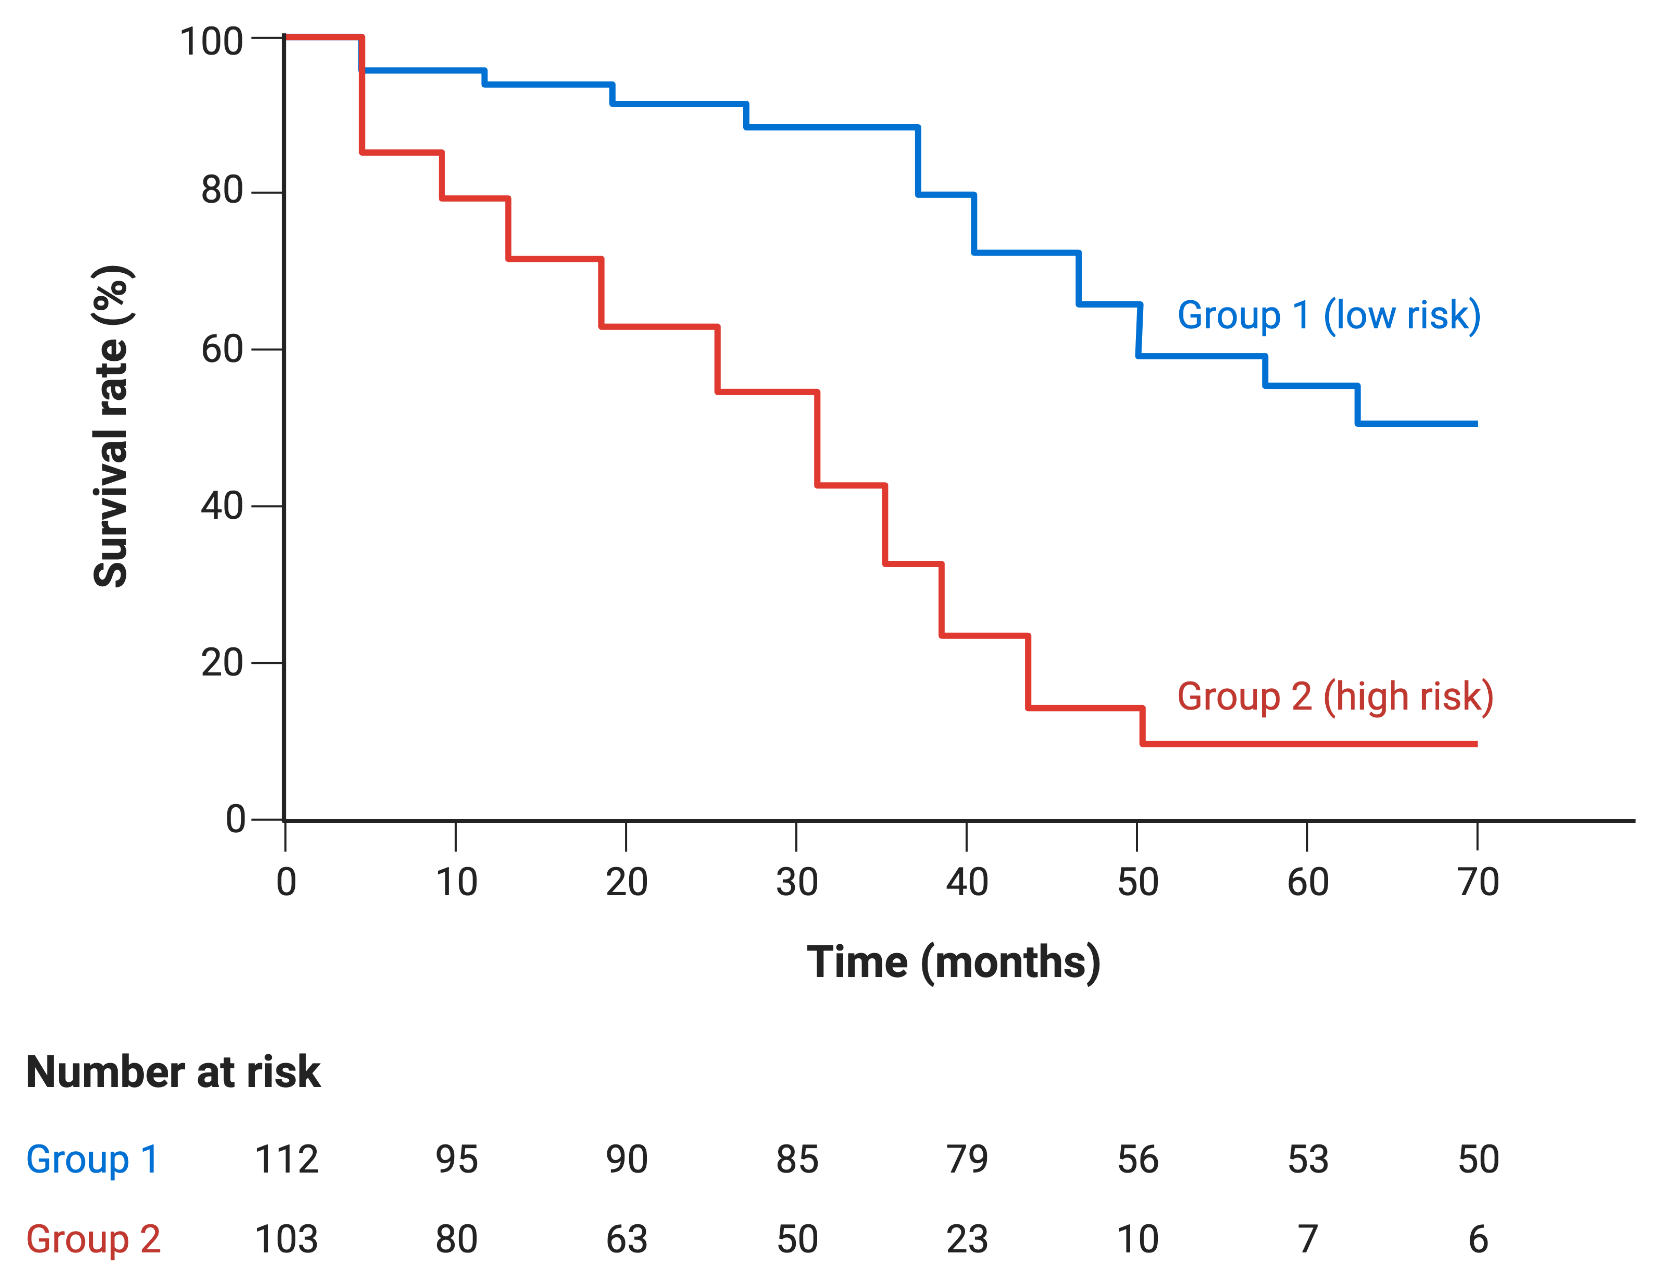 100
80
60
40
20
0
Survival rate (%)
Group 1 (low risk)
Group 2 (high risk)
0 10 20 30 40 50 60 70
Time (months)
Number at risk
Group 1 112 95 90 85 79 56 53 50
Group 2 103 80 63 50 23 10 7 6